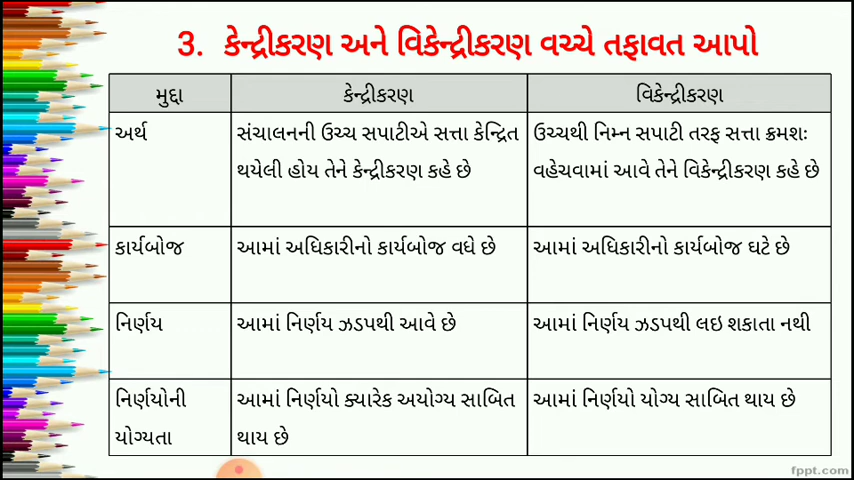 3. કેન્દ્રીકરણ અને વિકેન્દ્રીકરણ વચ્ચે તફાવત આપો
મુદ્દા કેન્દ્રીકરણ વિકેન્દ્રીકરણ
અર્થ સંચાલનની ઉચ્ચ સપાટીએ સત્તા કેન્દ્રિત ઉચ્ચથી નિમ્ન સપાટી તરફ સત્તા ક્રમશઃ
થયેલી હોય તેને કેન્દ્રીકરણ કહે છે વહેચવામાં આવે તેને વિકેન્દ્રીકરણ કહે છે
કાર્યબોજ આમાં અધિકારીનો કાર્યબોજ વધે છે આમાં અધિકારીનો કાર્યબોજ ઘટે છે
નિર્ણય આમાં નિર્ણય ઝડપથી આવે છે આમાં નિર્ણય ઝડપથી લઇ શકાતા નથી
નિર્ણયોની આમાં નિર્ણયો ક્યારેક અયોગ્ય સાબિત આમાં નિર્ણયો યોગ્ય સાબિત થાય છે
યોગ્યતા થાય છે
fppt.com